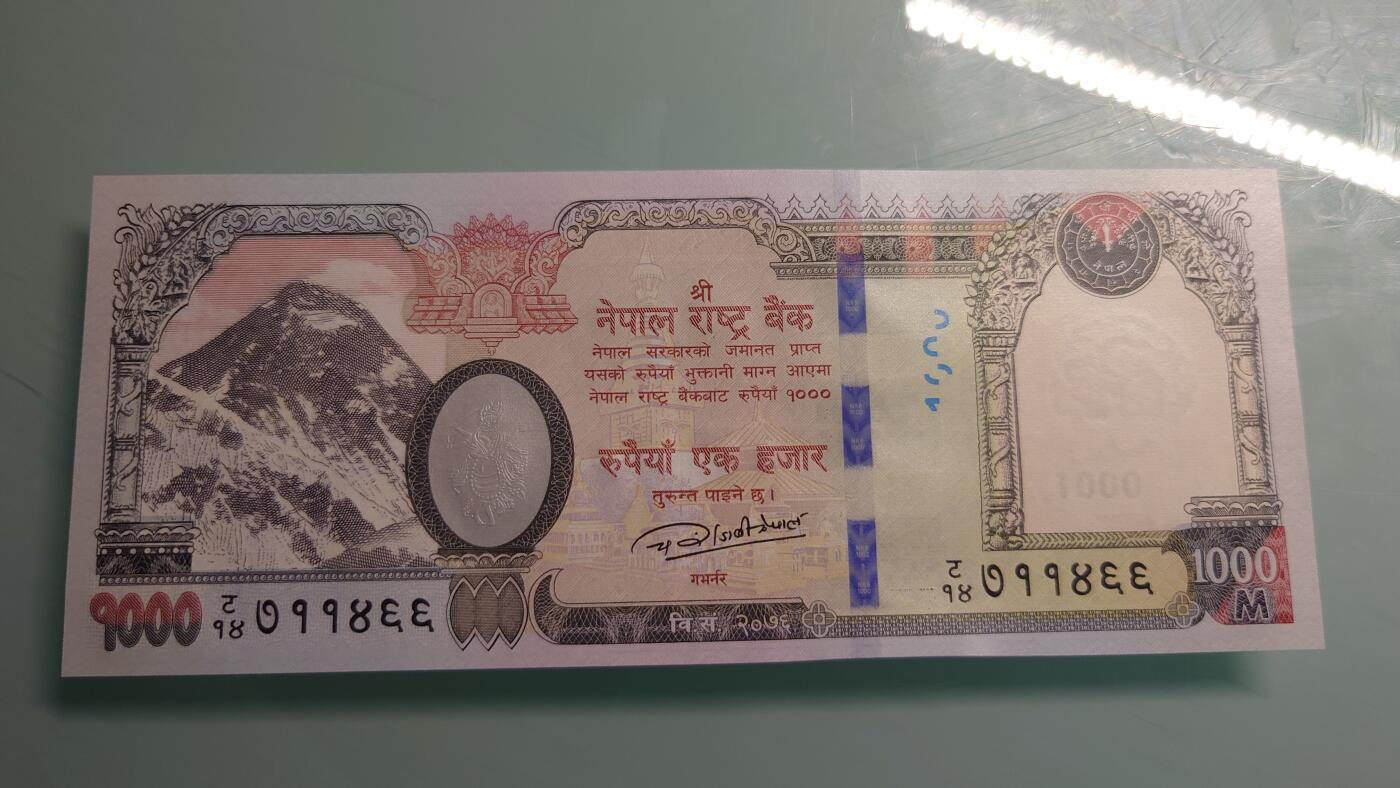 श्री
नेपाल राष्ट्र बैंक
नेपाल सरकारको जमानत प्राप्त
यसको रुपैयाँ भुक्तानी माग्न आएमा
नेपाल राष्ट्र बैंकबाट रुपैयाँ १०००
रुपैयाँ एक हजार
तुरुन्त पाइने छ।
गभर्नर
वि सं २०७६
१०००
ट
१४ ७११४६६
1000
ट
१४ ७११४६६
1000
M